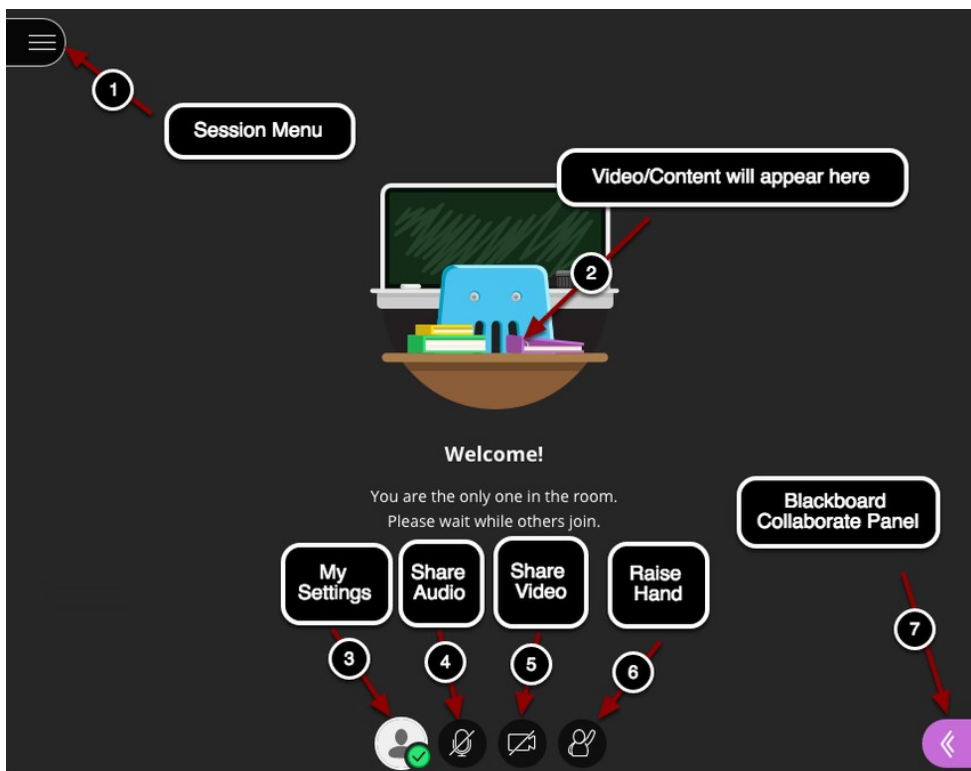 1
Session Menu
Video/Content will appear here
2
Welcome!
You are the only one in the room.
Please wait while others join.
Blackboard
Collaborate Panel
My
Settings
Share
Audio
Share
Video
Raise
Hand
3
4
5
6
7